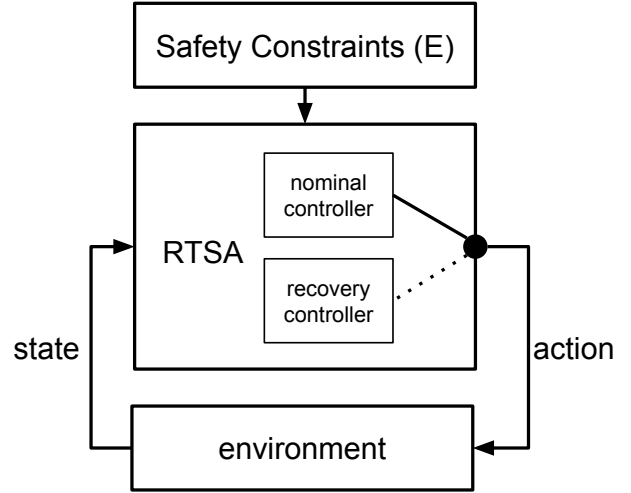 Safety Constraints (E)
nominal
controller
RTSA
recovery
controller
state
action
environment